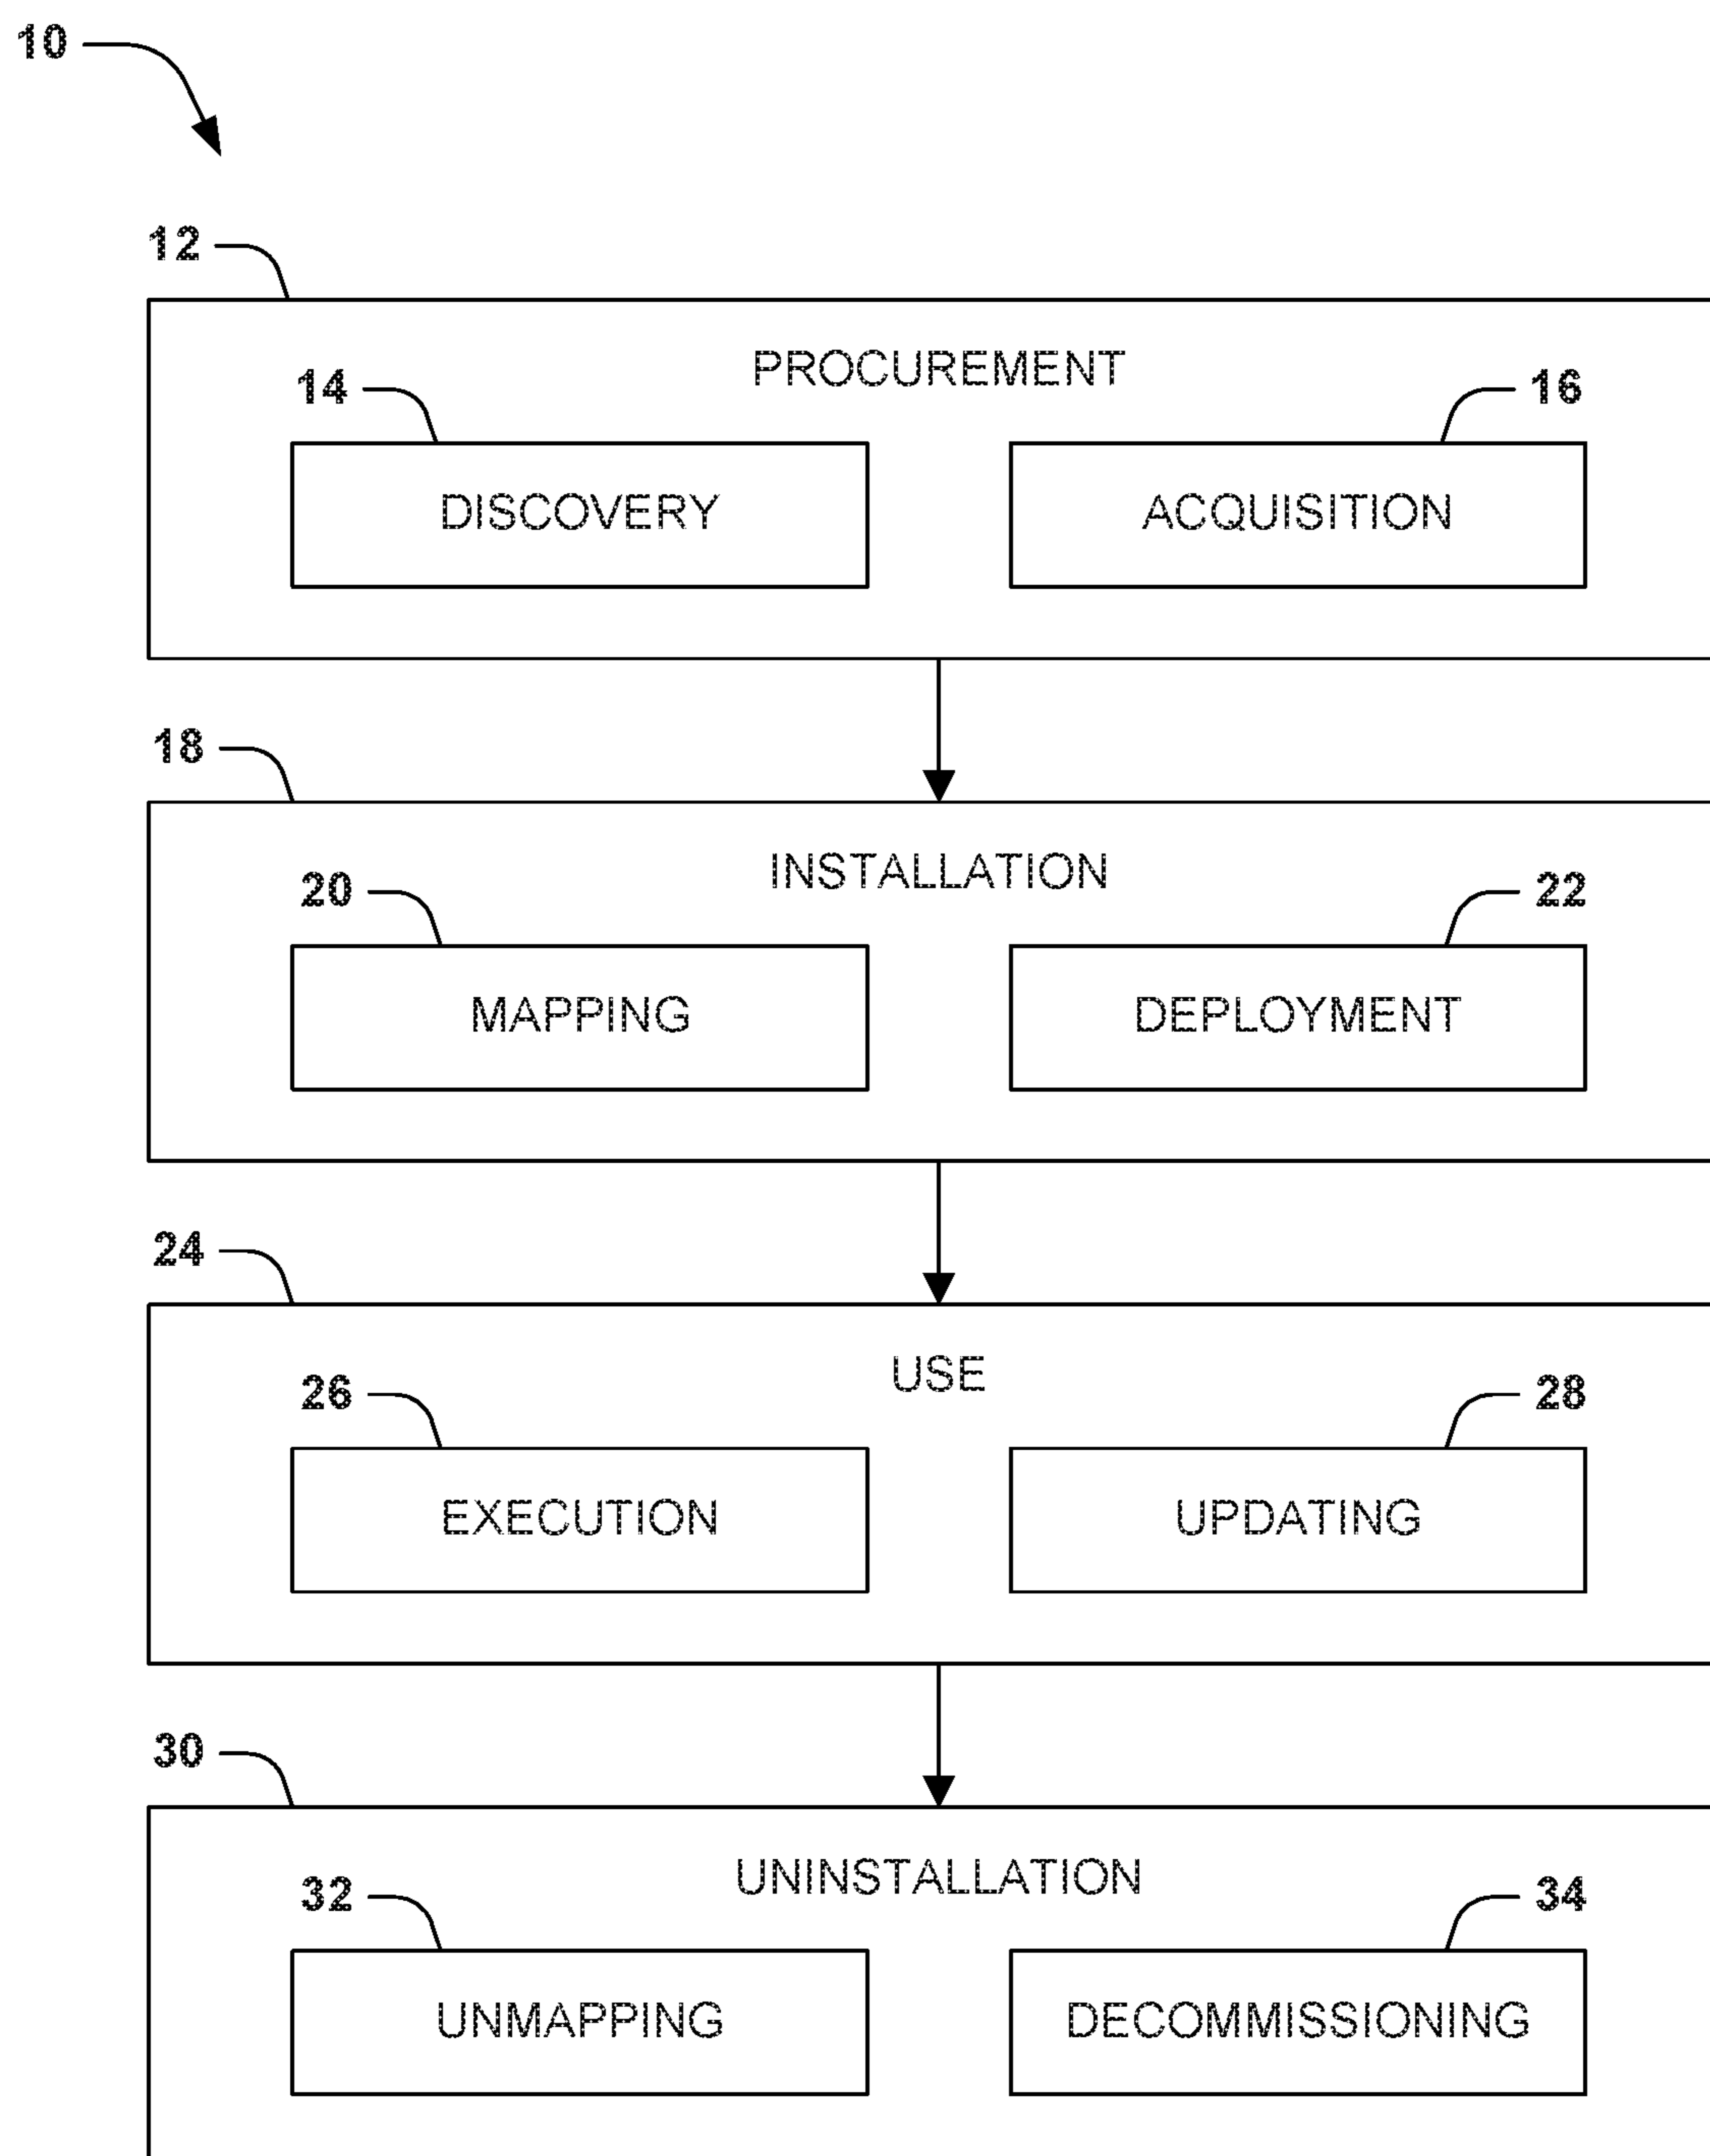 10
12
PROCUREMENT
14
16
DISCOVERY
ACQUISITION
18
INSTALLATION
20
22
MAPPING
DEPLOYMENT
24
USE
26
28
EXECUTION
UPDATING
30
UNINSTALLATION
32
34
UNMAPPING
DECOMMISSIONING